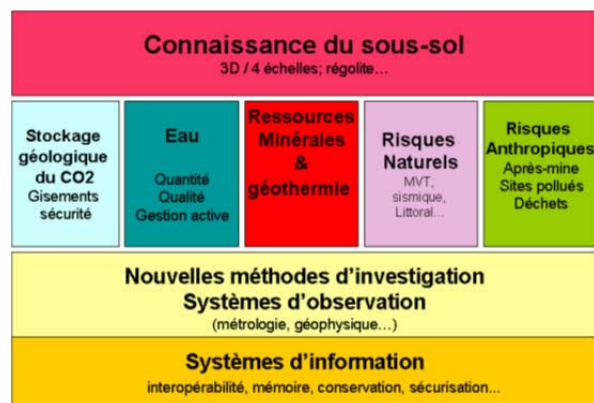 Connaissance du sous-sol
3D / 4 échelles; régolite...
Stockage
géologique
du CO2
Gisements
sécurité
Eau
Quantité
Qualité
Gestion active
Ressources
Minérales
&
géothermie
Risques
Naturels
MVT,
sismique,
Littoral...
Risques
Anthropiques
Après-mine
Sites pollués
Déchets
Nouvelles méthodes d'investigation
Systèmes d'observation
(métrologie, géophysique...)
Systèmes d'information
interopérabilité, mémoire, conservation, sécurisation...